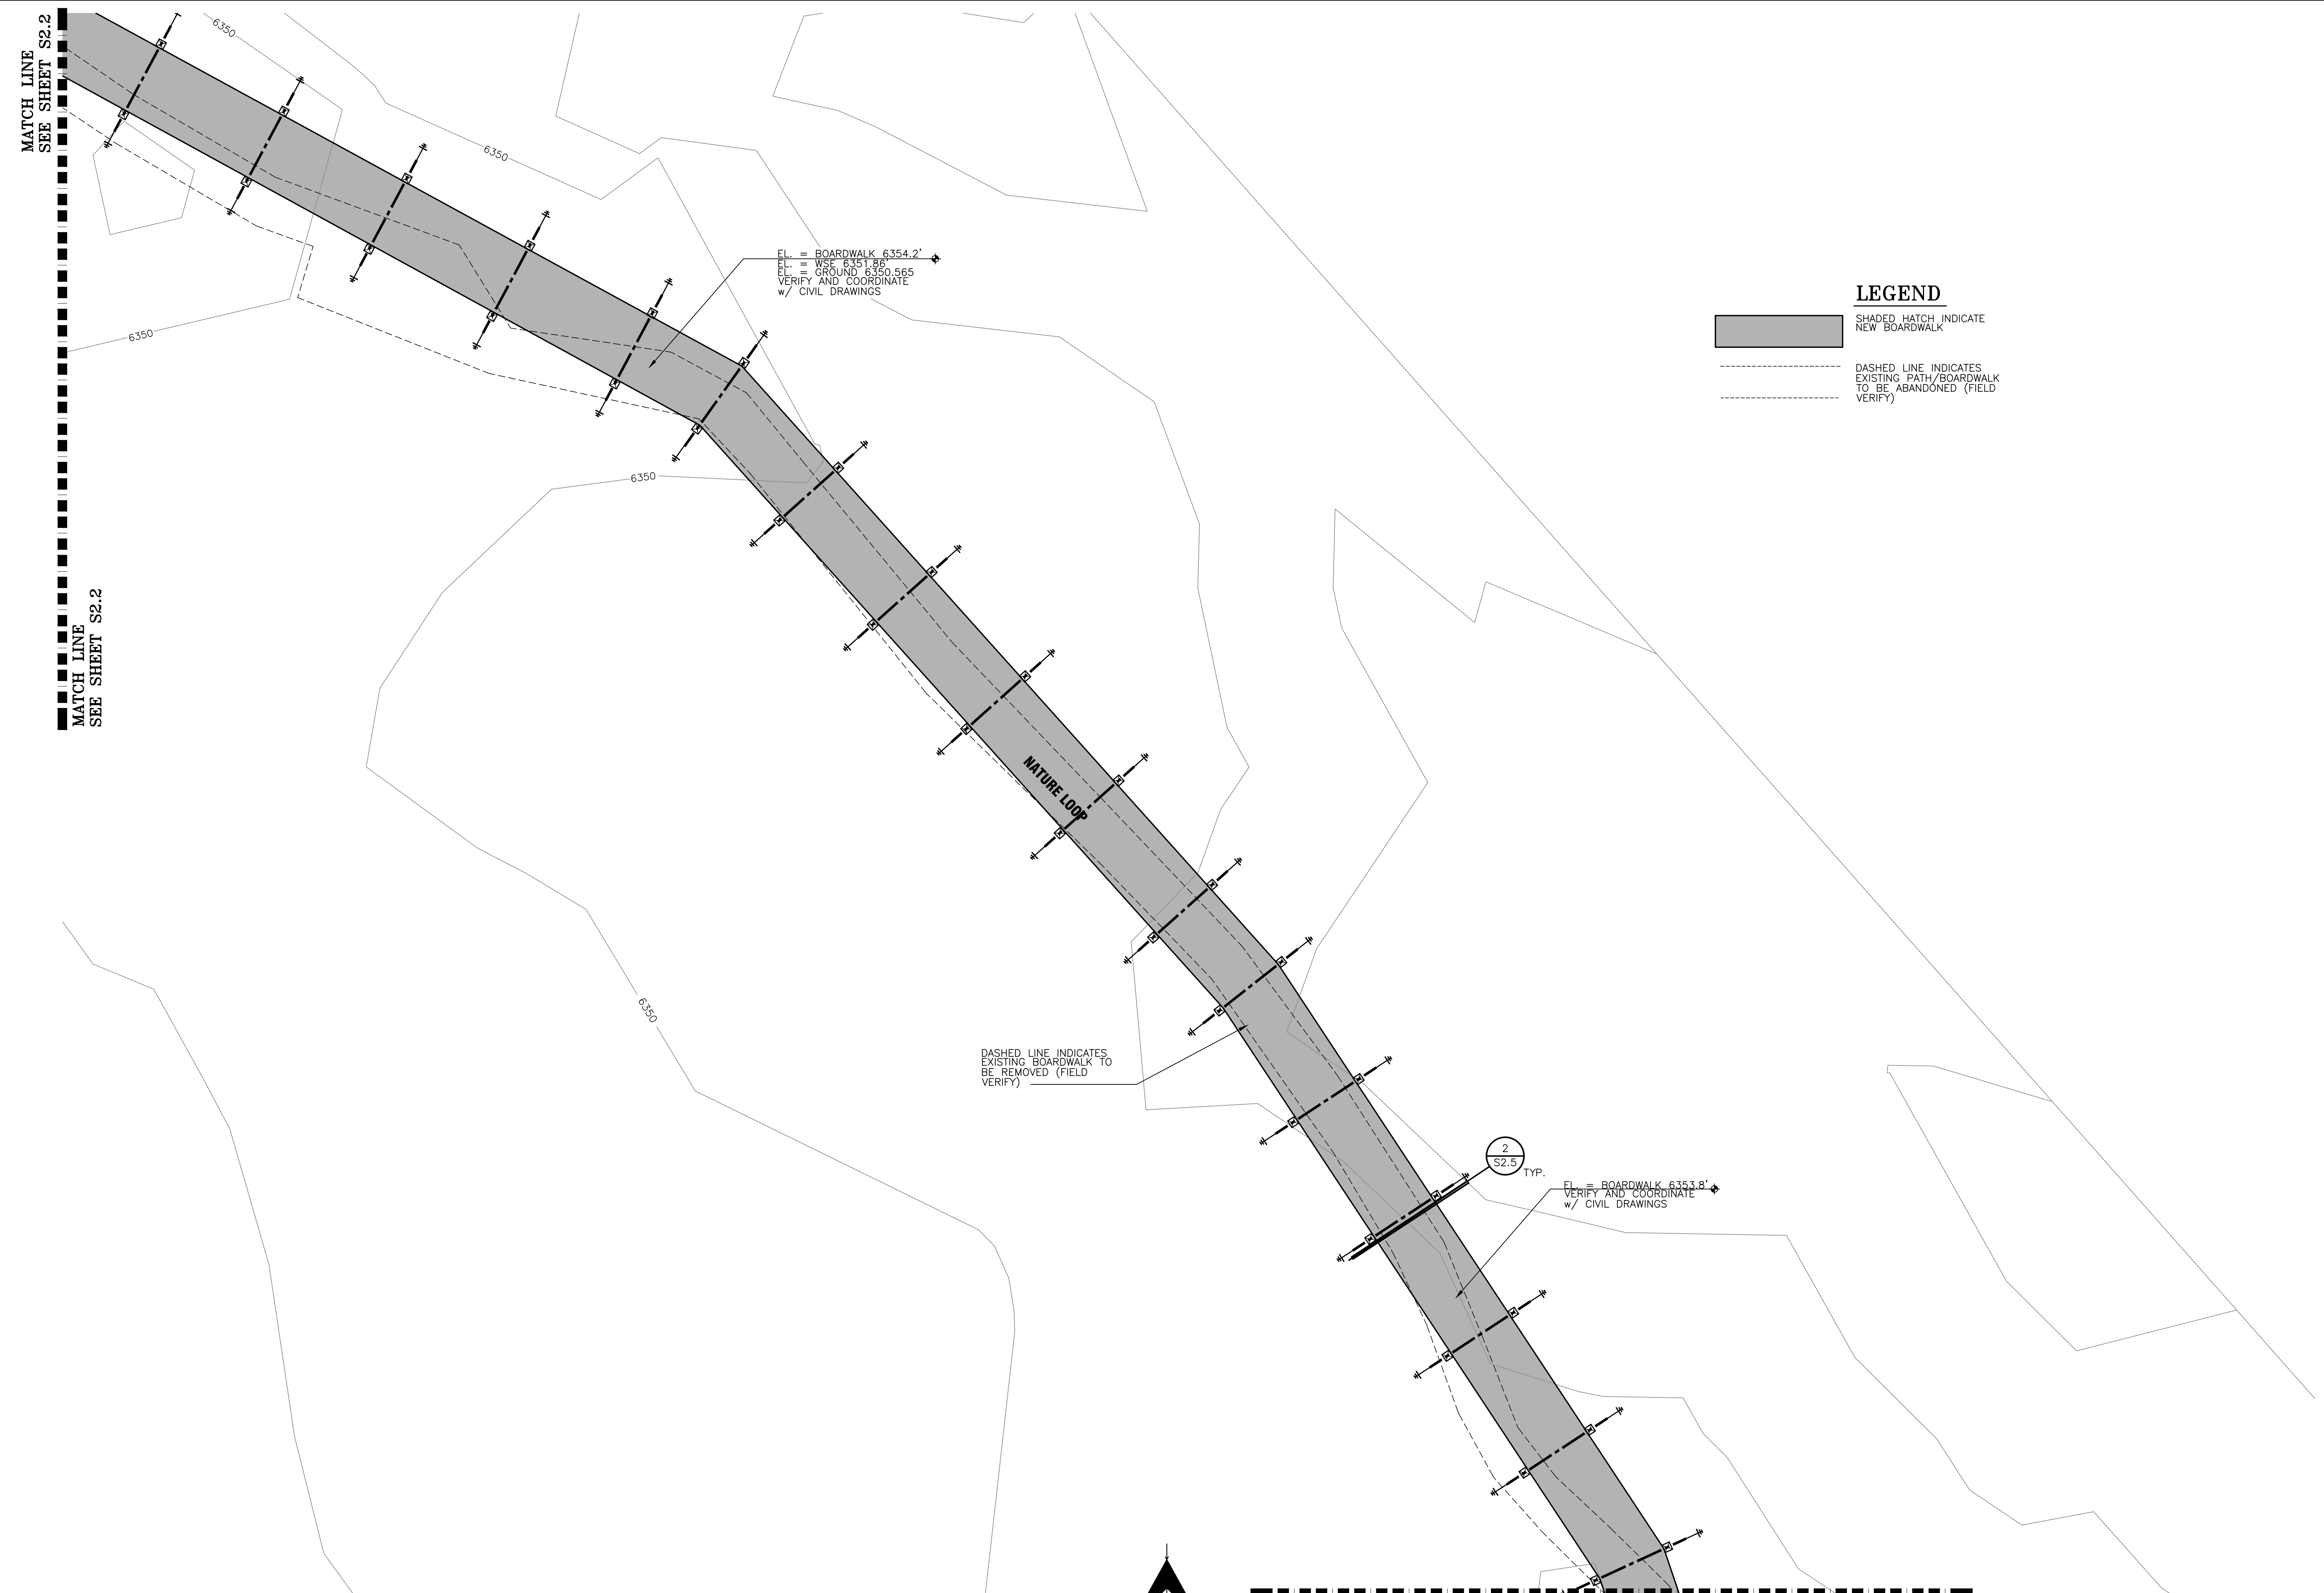 MATCH LINE
SEE SHEET S2.2
6350
6350
EL. = BOARDWALK 6354.2'
EL. = WSE 6351.86'
EL. = GROUND 6350.565
VERIFY AND COORDINATE
w/ CIVIL DRAWINGS
LEGEND
SHADED HATCH INDICATE
NEW BOARDWALK
DASHED LINE INDICATES
EXISTING PATH/BOARDWALK
TO BE ABANDONED (FIELD
VERIFY)
6350
6350
MATCH LINE
SEE SHEET S2.2
NATURE LOOP
6350
DASHED LINE INDICATES
EXISTING BOARDWALK TO
BE REMOVED (FIELD
VERIFY)
2
S2.5
TYP.
EL. = BOARDWALK 6353.8'
VERIFY AND COORDINATE
w/ CIVIL DRAWINGS